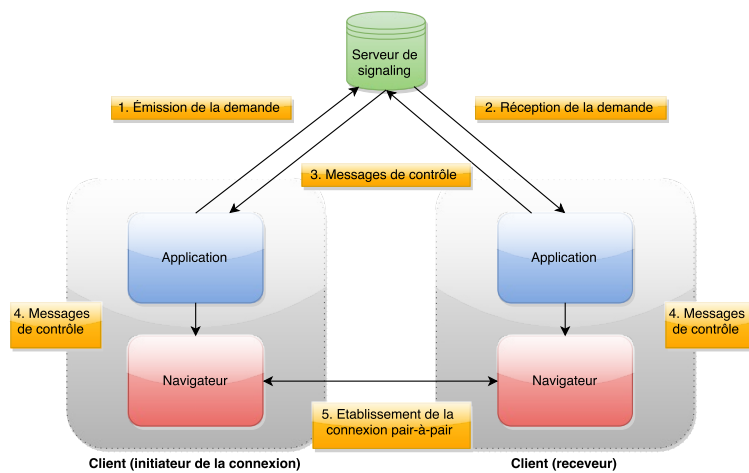 Serveur de
signaling
1. Émission de la demande
2. Réception de la demande
3. Messages de contrôle
Application
Application
4. Messages
de contrôle
4. Messages
de contrôle
Navigateur
Navigateur
5. Etablissement de la
connexion pair-à-pair
Client (initiateur de la connexion)
Client (receveur)